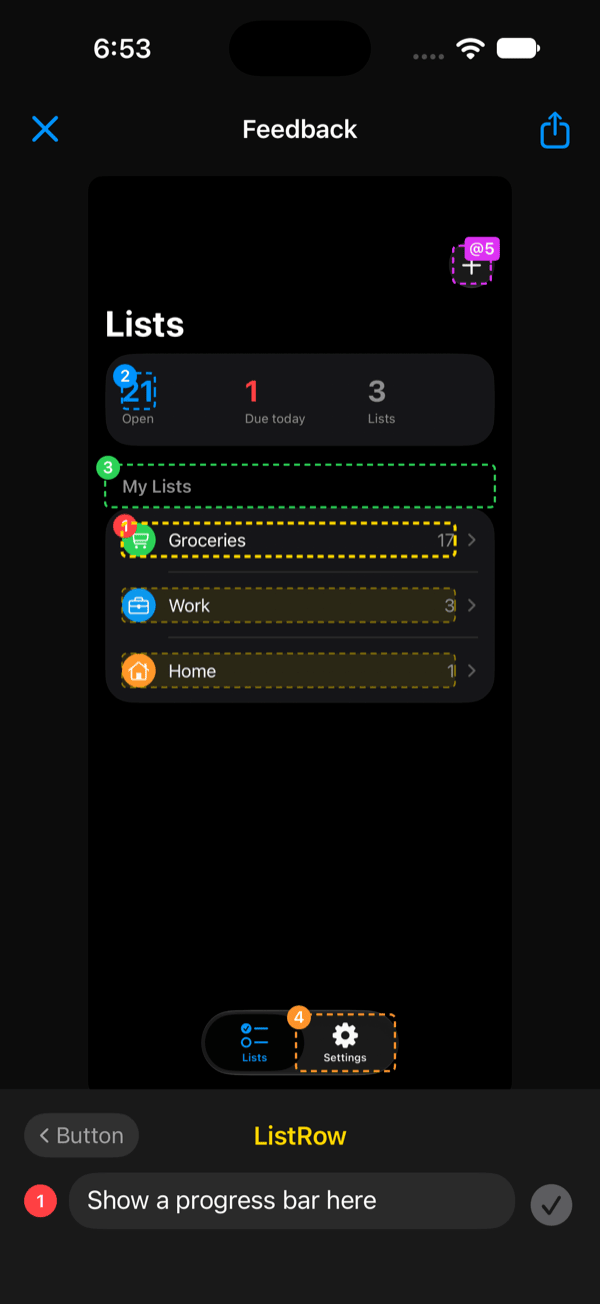 6:53
Feedback
@5
Lists
2
21
1
3
Open
Due today
Lists
3
My Lists
1
Groceries
17
Work
3
Home
1
4
Lists
Settings
Button
ListRow
1
Show a progress bar here